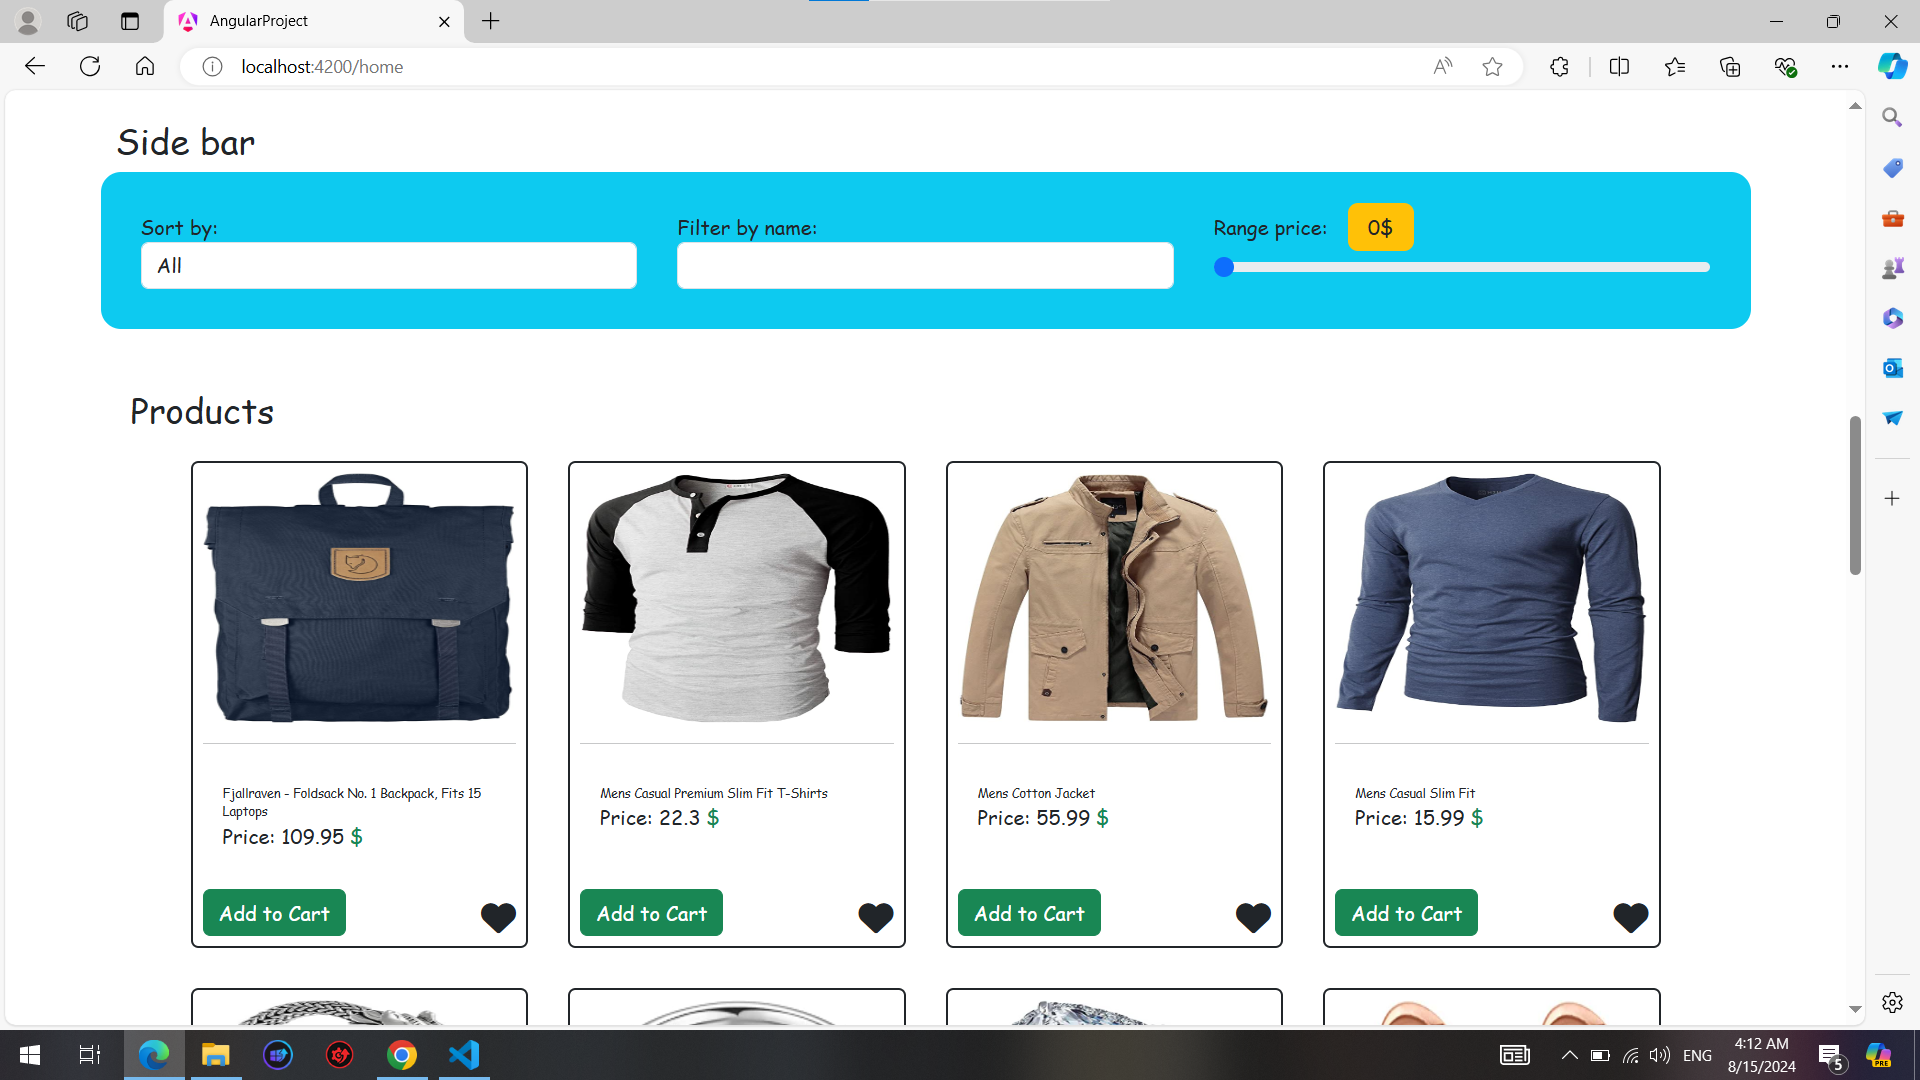 AngularProject
localhost:4200/home
Side bar
Sort by:
Filter by name:
Range price:
0$
All
Products
Fjallraven - Foldsack No. 1 Backpack, Fits 15
Laptops
Price: 109.95 $
Mens Casual Premium Slim Fit T-Shirts
Price: 22.3 $
Mens Cotton Jacket
Price: 55.99 $
Mens Casual Slim Fit
Price: 15.99 $
Add to Cart
Add to Cart
Add to Cart
Add to Cart
ENG
4:12 AM
8/15/2024
5
PRE